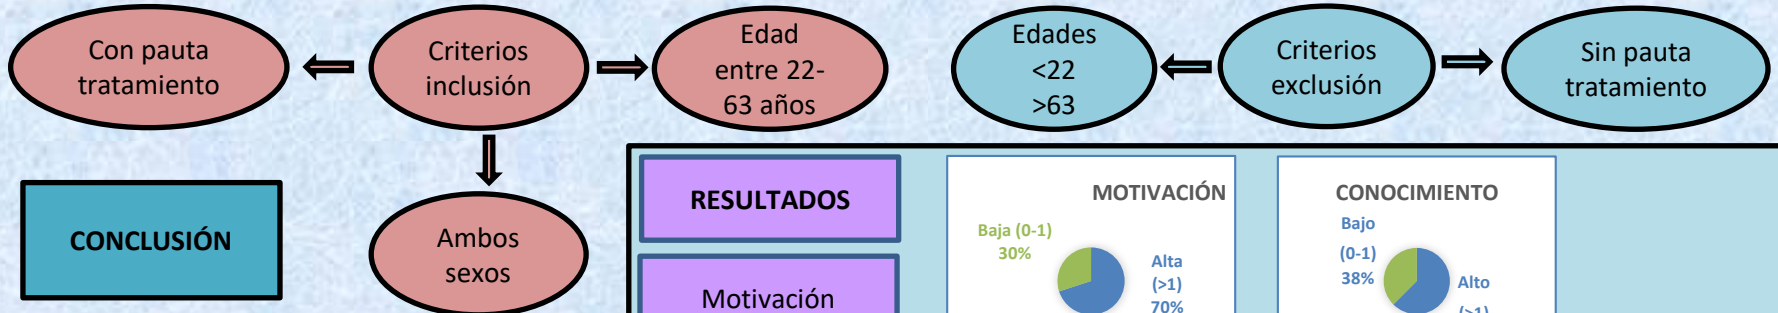 Con pauta
tratamiento
Criterios
inclusión
Edad
entre 22-
63 años
Edades
<22
>63
Criterios
exclusión
Sin pauta
tratamiento
CONCLUSIÓN
Ambos
sexos
RESULTADOS
Motivación
MOTIVACIÓN
Baja (0-1)
30%
Alta
(>1)
70%
CONOCIMIENTO
Bajo
(0-1)
38%
Alto
(>1)